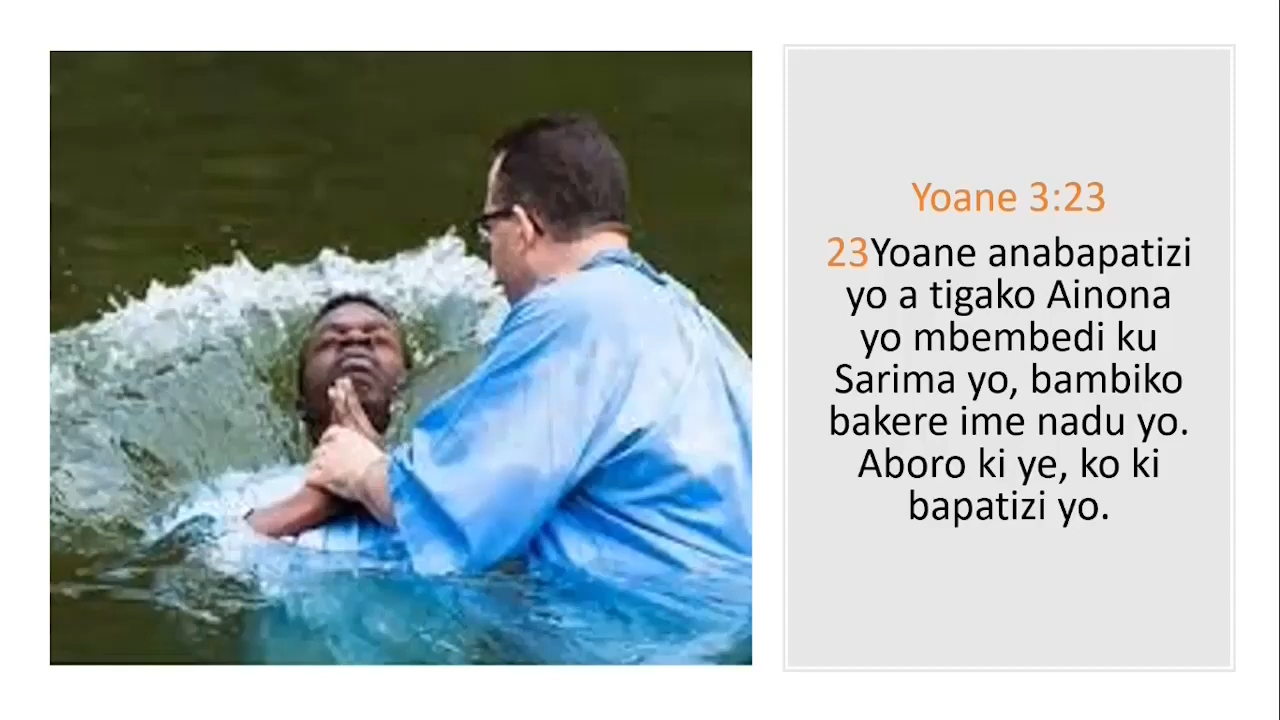 Yoane 3:23
23Yoane anabapatizi
yo a tigako Ainona
yo mbembedi ku
Sarima yo, bambiko
bakere ime nadu yo.
Aboro ki ye, ko ki
bapatizi yo.